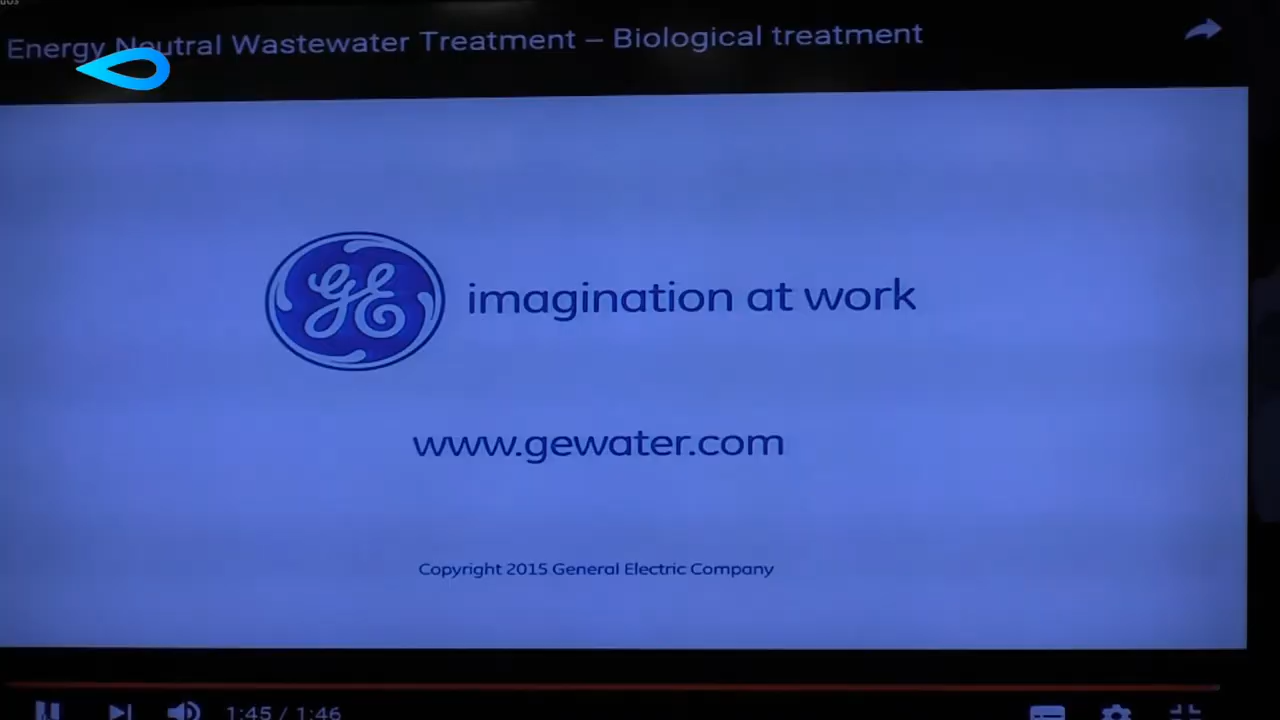 Energy Neutral Wastewater Treatment – Biological treatment
GE imagination at work
www.gewater.com
Copyright 2015 General Electric Company
1:45 / 1:46